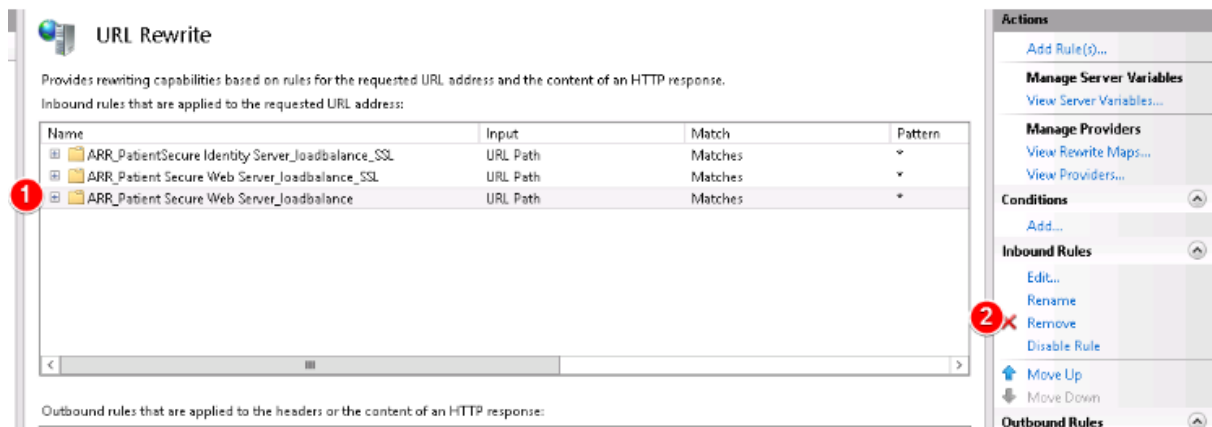 URL Rewrite
Provides rewriting capabilities based on rules for the requested URL address and the content of an HTTP response.
Inbound rules that are applied to the requested URL address:
Name Input Match Pattern
ARR_PatientSecure Identity Server_loadbalance_SSL URL Path Matches *
ARR_Patient Secure Web Server_loadbalance_SSL URL Path Matches *
1 ARR_Patient Secure Web Server_loadbalance URL Path Matches *
Outbound rules that are applied to the headers or the content of an HTTP response:
Actions
Add Rule(s)...
Manage Server Variables
View Server Variables...
Manage Providers
View Rewrite Maps...
View Providers...
Conditions
Add...
Inbound Rules
Edit...
Rename
2 Remove
Disable Rule
Move Up
Move Down
Outbound Rules